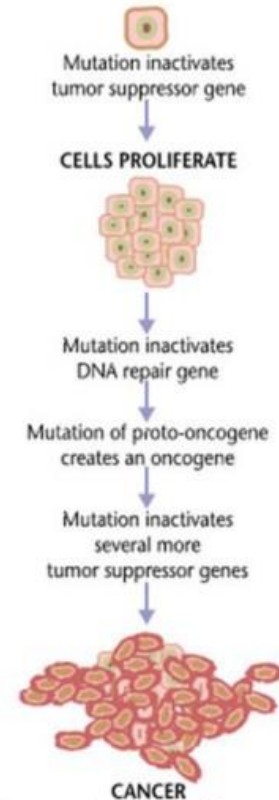 Mutation inactivates
tumor suppressor gene
CELLS PROLIFERATE
Mutation inactivates
DNA repair gene
Mutation of proto-oncogene
creates an oncogene
Mutation inactivates
several more
tumor suppressor genes
CANCER